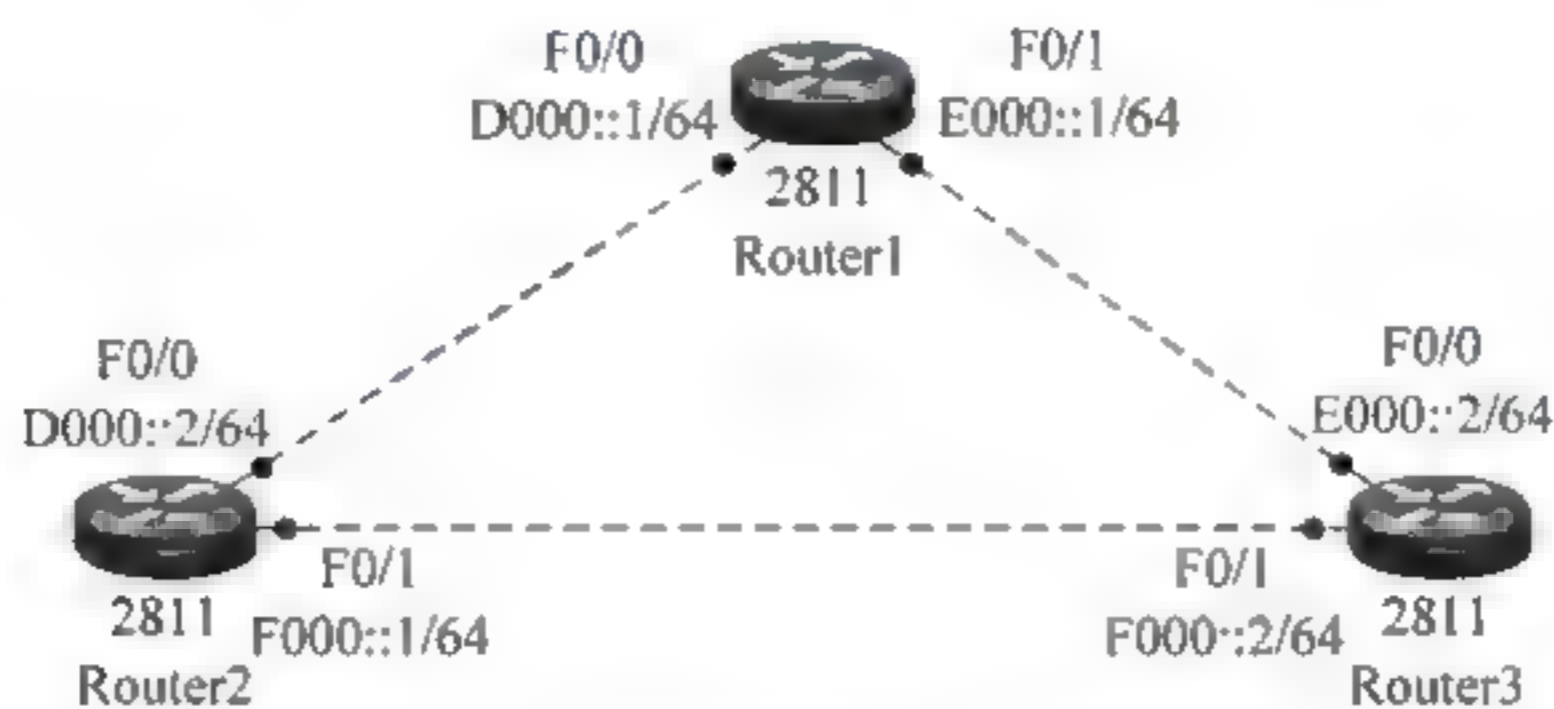 F0/0
D000::1/64
F0/1
E000::1/64
2811
Router1
F0/0
D000::2/64
F0/0
E000::2/64
F0/1
F000::1/64
2811
Router2
F0/1
F000::2/64
2811
Router3